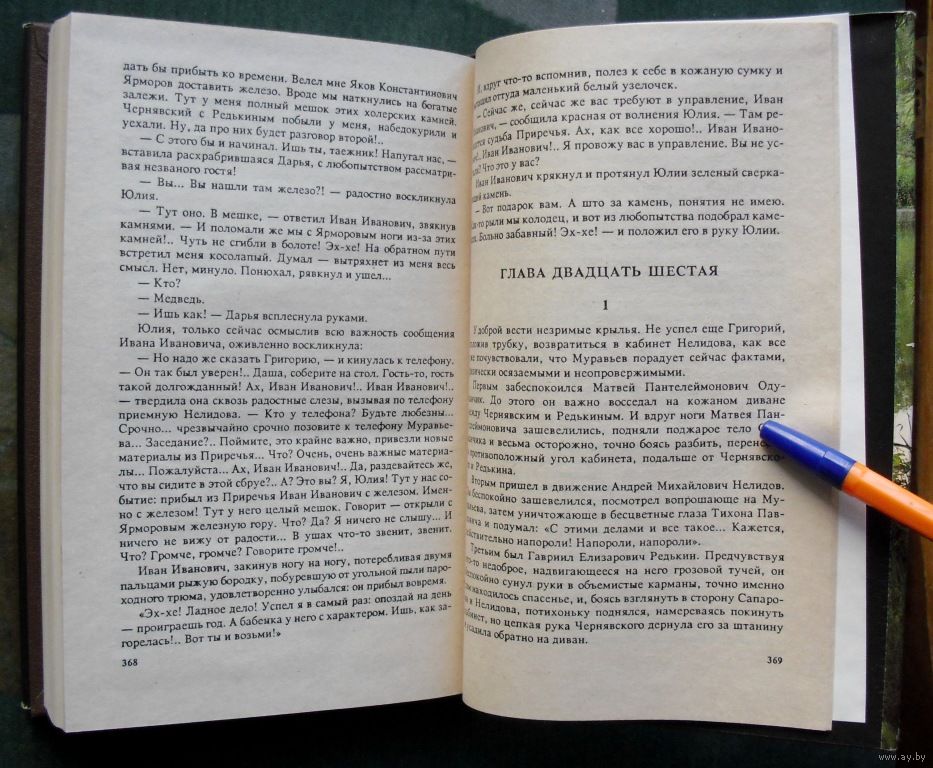 дать бы прибыть ко времени. Велел мне Яков Константинович
Ярморов доставить железо. Вроде мы наткнулись на богатые
залежи. Тут у меня полный мешок этих холерских камней.
Чернявский с Редькиным побыли у меня, набедокурили и
уехали. Ну, да про них будет разговор второй!..
— С этого бы и начинал. Ишь ты, таежник! Напугал нас, —
вставила расхрабрившаяся Дарья, с любопытством рассматри-
вая незваного гостя!
— Вы... Вы нашли там железо?! — радостно воскликнула
Юлия.
— Тут оно. В мешке, — ответил Иван Иванович, звякнув
камнями. — И поломали же мы с Ярморовым ноги из-за этих
камней!.. Чуть не сгибли в болоте! Эх-хе! На обратном пути
встретил меня косолапый. Думал — вытряхнет из меня весь
смысл. Нет, минуло. Понюхал, рявкнул и ушел...
— Кто?
— Медведь.
— Ишь как! — Дарья всплеснула руками.
Юлия, только сейчас осмыслив всю важность сообщения
Ивана Ивановича, оживленно воскликнула:
— Но надо же сказать Григорию, — и кинулась к телефону.
— Он так был уверен!.. Даша, соберите на стол. Гость-то, гость
такой долгожданный! Ах, Иван Иванович!.. Иван Иванович!..
— твердила она сквозь радостные слезы, вызывая по телефону
приемную Нелидова. — Кто у телефона? Будьте любезны...
Срочно... чрезвычайно срочно позовите к телефону Муравье-
ва... Заседание?.. Поймите, это крайне важно, привезли новые
материалы из Приречья... Что? Очень, очень важные материа-
лы... Пожалуйста... Ах, Иван Иванович!.. Да, раздевайтесь же,
что вы сидите в этой сбруе?.. А? Это вы? Я, Юлия! Тут у нас со-
бытие: прибыл из Приречья Иван Иванович с железом. Имен-
но с железом! Тут у него целый мешок. Говорит — открыли с
Ярморовым железную гору. Что? Да? Я ничего не слышу... И
ничего не вижу от радости... В ушах что-то звенит, звенит.
Что? Громче, громче? Говорите громче!..
Иван Иванович, закинув ногу на ногу, потеребливая двумя
пальцами рыжую бородку, побуревшую от угольной пыли паро-
ходного трюма, удовлетворенно улыбался: он прибыл вовремя.
«Эх-хе! Ладное дело! Успел я в самый раз: опоздай на день
— проиграешь год. А бабенка у него с характером. Ишь, как за-
горелась!.. Вот ты и возьми!»
368
И, вдруг что-то вспомнив, полез к себе в кожаную сумку и
оттуда маленький белый узелочек.
— Сейчас же, сейчас же вас требуют в управление, Иван
— сообщила красная от волнения Юлия. — Там ре-
судьба Приречья. Ах, как все хорошо!.. Иван Ивано-
Иван Иванович!.. Я провожу вас в управление. Вы не ус-
Что это у вас?
Иван Иванович крякнул и протянул Юлии зеленый сверка-
камень.
— Вот подарок вам. А што за камень, понятия не имею.
рыли мы колодец, и вот из любопытства подобрал каме-
Больно забавный! Эх-хе! — и положил его в руку Юлии.
ГЛАВА ДВАДЦАТЬ ШЕСТАЯ
1
У доброй вести незримые крылья. Не успел еще Григорий,
трубку, возвратиться в кабинет Нелидова, как все
почувствовали, что Муравьев порадует сейчас фактами,
осязаемыми и неопровержимыми.
Первым забеспокоился Матвей Пантелеймонович Оду-
До этого он важно восседал на кожаном диване
Чернявским и Редькиным. И вдруг ноги Матвея Пан-
зашевелились, подняли поджарое тело
и весьма осторожно, точно боясь разбить,
противоположный угол кабинета, подальше от Чернявско-
Редькина.
Вторым пришел в движение Андрей Михайлович Нелидов.
беспокойно зашевелился, посмотрел вопрошающе на Му-
затем уничтожающе в бесцветные глаза Тихона Пав-
и подумал: «С этими делами и все такое... Кажется,
напороли! Напороли, напороли».
Третьим был Гавриил Елизарович Редькин. Предчувствуя
недоброе, надвигающееся на него грозовой тучей, он
сунул руки в объемистые карманы, точно именно
находилось спасенье, и, боясь взглянуть в сторону Сапаро-
и Нелидова, потихоньку поднялся, намереваясь покинуть
но цепкая рука Чернявского дернула его за штанину
усадила обратно на диван.
369
www.ay.by